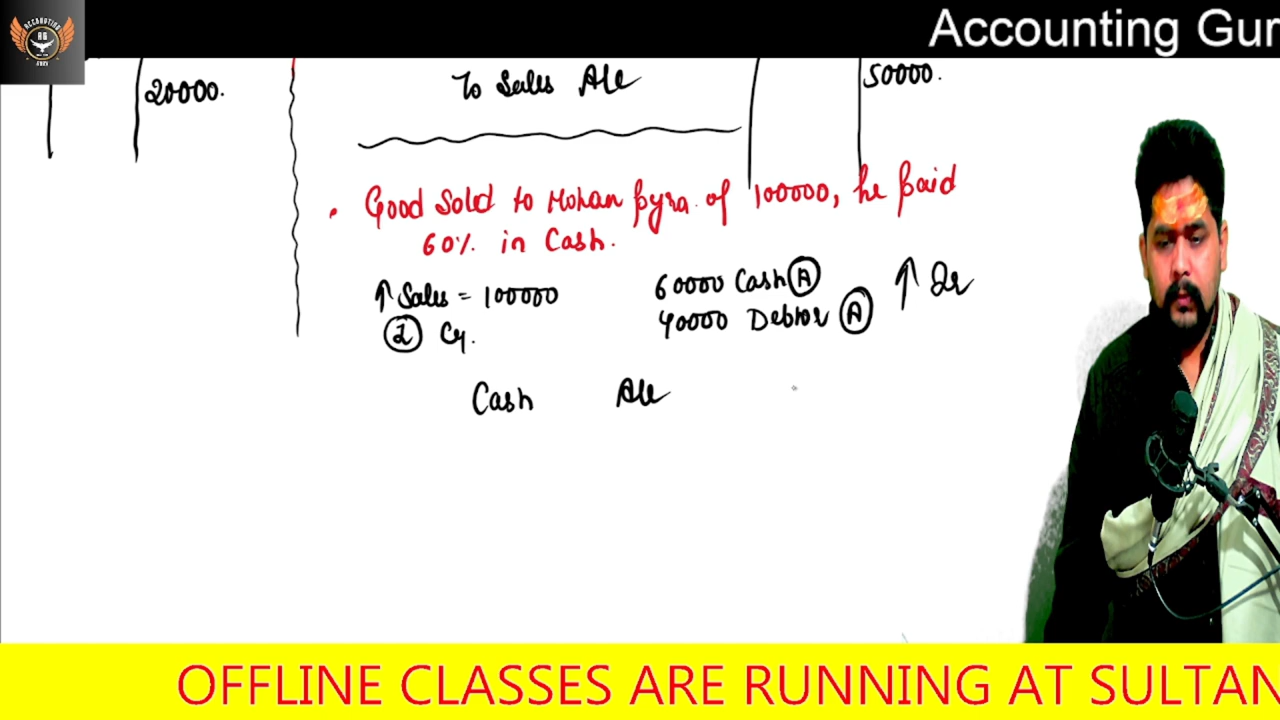 Accounting Gur
20000.
To Sales A/c
50000.
. Good Sold to Mohan pyra. of 100000, he paid
60% in Cash.
↑ Sales = 100000
60000 Cash A
↑ Dr
Cr.
40000 Debtor A
Cash A/c
OFFLINE CLASSES ARE RUNNING AT SULTAN